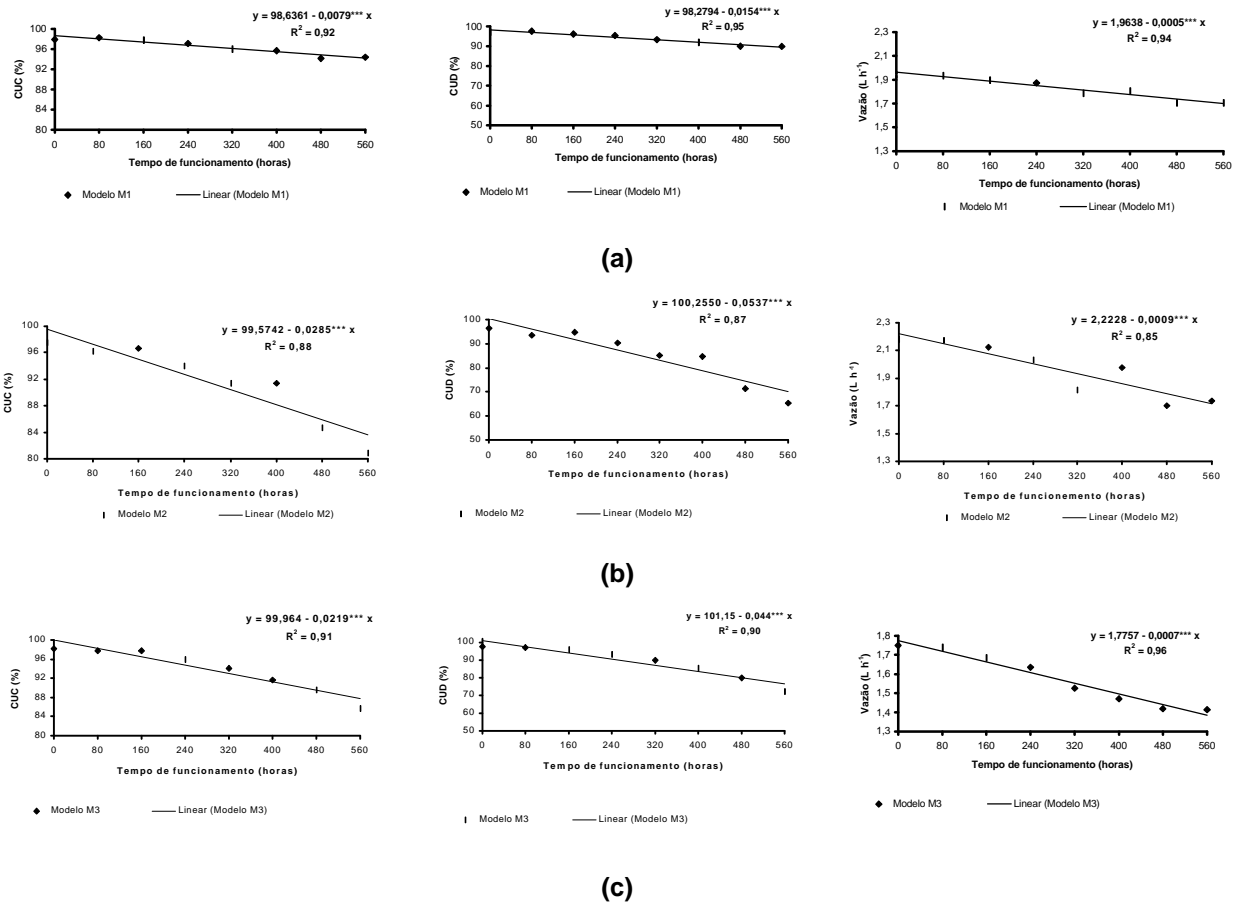 y = 98,6361 - 0,0079*** x
R² = 0,92
100
96
92
88
84
80
CUC (%)
0 80 160 240 320 400 480 560
Tempo de funcionamento (horas)
Modelo M1 Linear (Modelo M1)
y = 98,2794 - 0,0154*** x
R² = 0,95
100
90
80
70
60
50
CUD (%)
0 80 160 240 320 400 480 560
Tempo de funcionamento (horas)
Modelo M1 Linear (Modelo M1)
y = 1,9638 - 0,0005*** x
R² = 0,94
2,3
2,1
1,9
1,7
1,5
1,3
Vazão (L h⁻¹)
0 80 160 240 320 400 480 560
Tempo de funcionamento (horas)
Modelo M1 Linear (Modelo M1)
(a)
y = 99,5742 - 0,0285*** x
R² = 0,88
100
96
92
88
84
80
CUC (%)
0 80 160 240 320 400 480 560
Tempo de funcionamento (horas)
Modelo M2 Linear (Modelo M2)
y = 100,2550 - 0,0537*** x
R² = 0,87
100
90
80
70
60
50
CUD (%)
0 80 160 240 320 400 480 560
Tempo de funcionamento (horas)
Modelo M2 Linear (Modelo M2)
y = 2,2228 - 0,0009*** x
R² = 0,85
2,3
2,1
1,9
1,7
1,5
1,3
Vazão (L h⁻¹)
0 80 160 240 320 400 480 560
Tempo de funcionemento (horas)
Modelo M2 Linear (Modelo M2)
(b)
y = 99,964 - 0,0219*** x
R² = 0,91
100
96
92
88
84
80
CUC (%)
0 80 160 240 320 400 480 560
Tempo de funcionamento (horas)
Modelo M3 Linear (Modelo M3)
y = 101,15 - 0,044*** x
R² = 0,90
100
90
80
70
60
50
CUD (%)
0 80 160 240 320 400 480 560
Tempo de funcionamento (horas)
Modelo M3 Linear (Modelo M3)
y = 1,7757 - 0,0007*** x
R² = 0,96
1,8
1,7
1,6
1,5
1,4
1,3
Vazão (L h⁻¹)
0 80 160 240 320 400 480 560
Tempo de funcionamento (horas)
Modelo M3 Linear (Modelo M3)
(c)